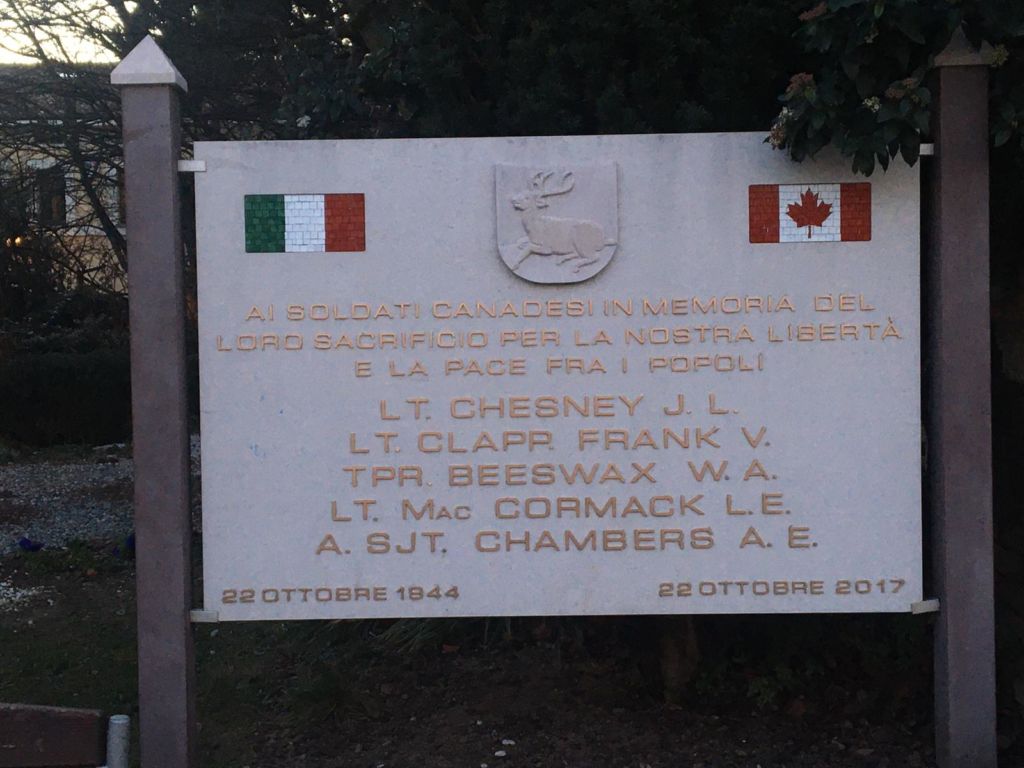 AI SOLDATI CANADESI IN MEMORIA DEL
LORO SACRIFICIO PER LA NOSTRA LIBERTÀ
E LA PACE FRA I POPOLI
LT. CHESNEY J. L.
LT. CLAPP. FRANK V.
TPR. BEESWAX W. A.
LT. MAC CORMACK L. E.
A. SJT. CHAMBERS A. E.
22 OTTOBRE 1944
22 OTTOBRE 2017